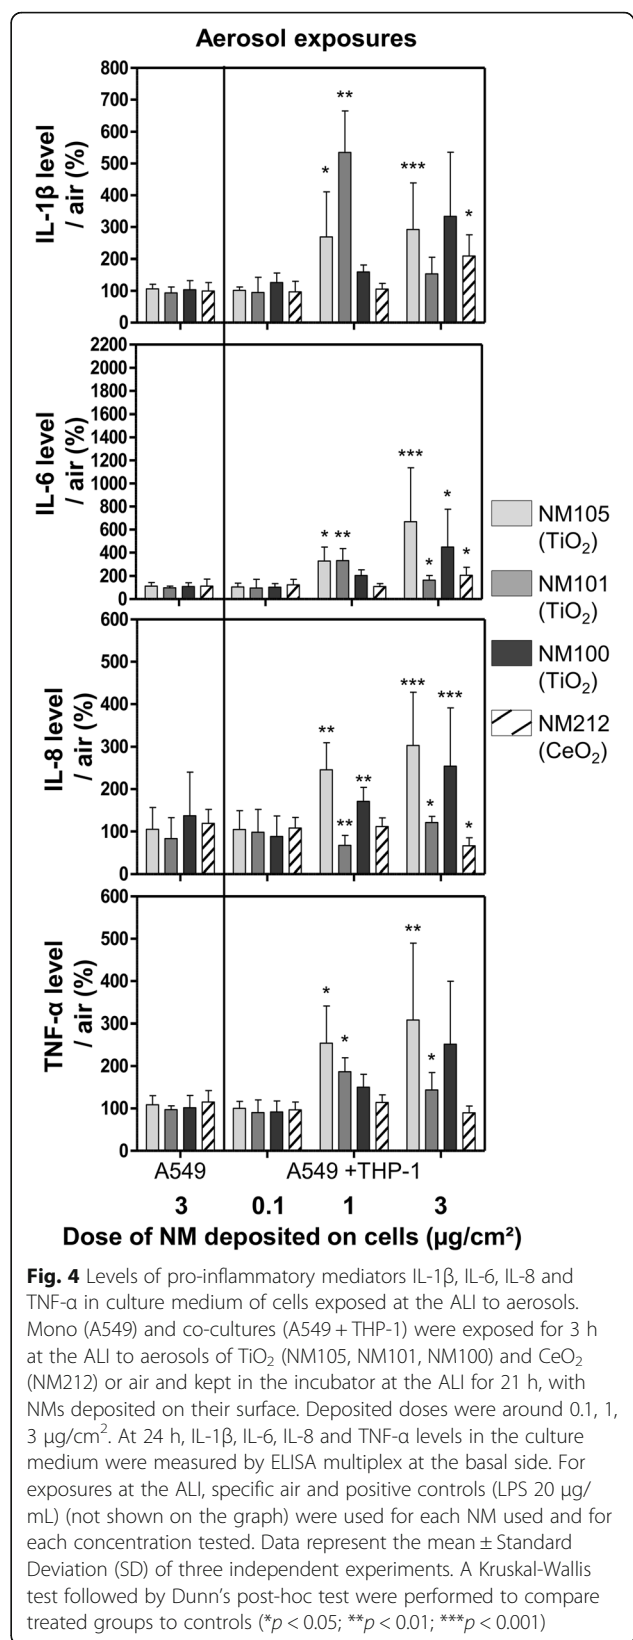 Aerosol exposures
IL-1β level
/ air (%)
800
700
600
500
400
300
200
100
0
*
**
***
*
IL-6 level
/ air (%)
2200
2000
1800
1600
1400
1200
1000
800
600
400
200
0
*
**
***
*
*
*
NM105
(TiO₂)
NM101
(TiO₂)
NM100
(TiO₂)
NM212
(CeO₂)
IL-8 level
/ air (%)
600
500
400
300
200
100
0
**
**
**
***
*
***
*
TNF-α level
/ air (%)
600
500
400
300
200
100
0
*
*
**
*
A549 A549 +THP-1
3 0.1 1 3
Dose of NM deposited on cells (µg/cm²)
Fig. 4 Levels of pro-inflammatory mediators IL-1β, IL-6, IL-8 and
TNF-α in culture medium of cells exposed at the ALI to aerosols.
Mono (A549) and co-cultures (A549 + THP-1) were exposed for 3 h
at the ALI to aerosols of TiO₂ (NM105, NM101, NM100) and CeO₂
(NM212) or air and kept in the incubator at the ALI for 21 h, with
NMs deposited on their surface. Deposited doses were around 0.1, 1,
3 µg/cm². At 24 h, IL-1β, IL-6, IL-8 and TNF-α levels in the culture
medium were measured by ELISA multiplex at the basal side. For
exposures at the ALI, specific air and positive controls (LPS 20 µg/
mL) (not shown on the graph) were used for each NM used and for
each concentration tested. Data represent the mean ± Standard
Deviation (SD) of three independent experiments. A Kruskal-Wallis
test followed by Dunn's post-hoc test were performed to compare
treated groups to controls (*p < 0.05; **p < 0.01; ***p < 0.001)